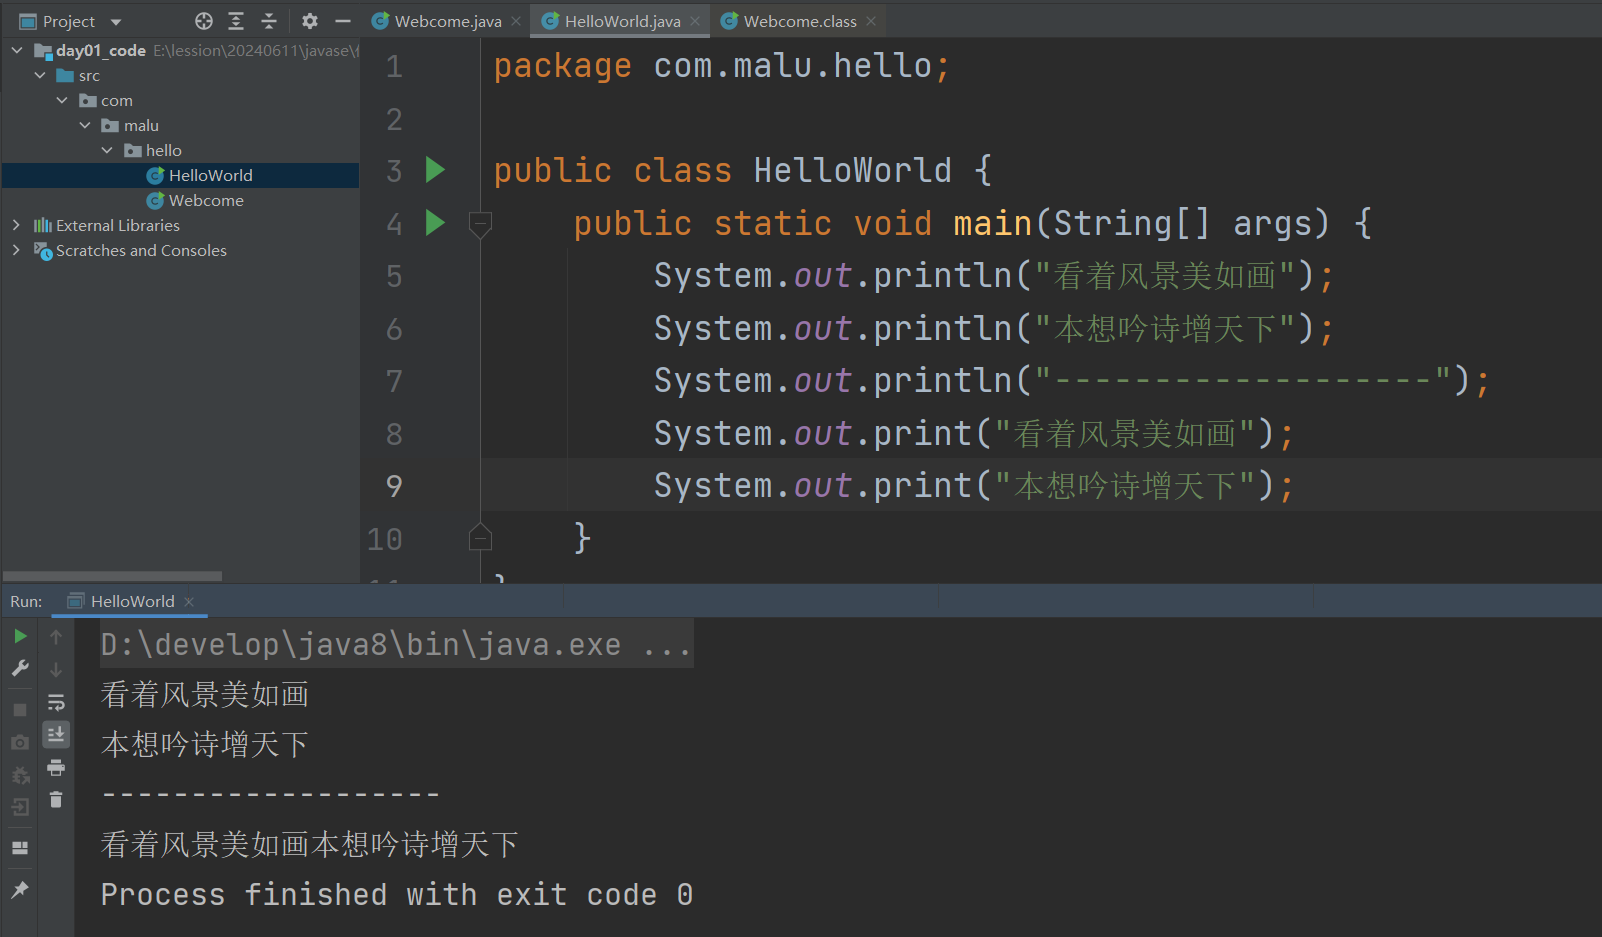 Project
Webcome.java
HelloWorld.java
Webcome.class
day01_code E:\lession\20240611\javase\
src
com
malu
hello
HelloWorld
Webcome
External Libraries
Scratches and Consoles
1 package com.malu.hello;
2
3 public class HelloWorld {
4 public static void main(String[] args) {
5 System.out.println("看着风景美如画");
6 System.out.println("本想吟诗增天下");
7 System.out.println("-------------------");
8 System.out.print("看着风景美如画");
9 System.out.print("本想吟诗增天下");
10 }
Run: HelloWorld
D:\develop\java8\bin\java.exe ...
看着风景美如画
本想吟诗增天下
-------------------
看着风景美如画本想吟诗增天下
Process finished with exit code 0